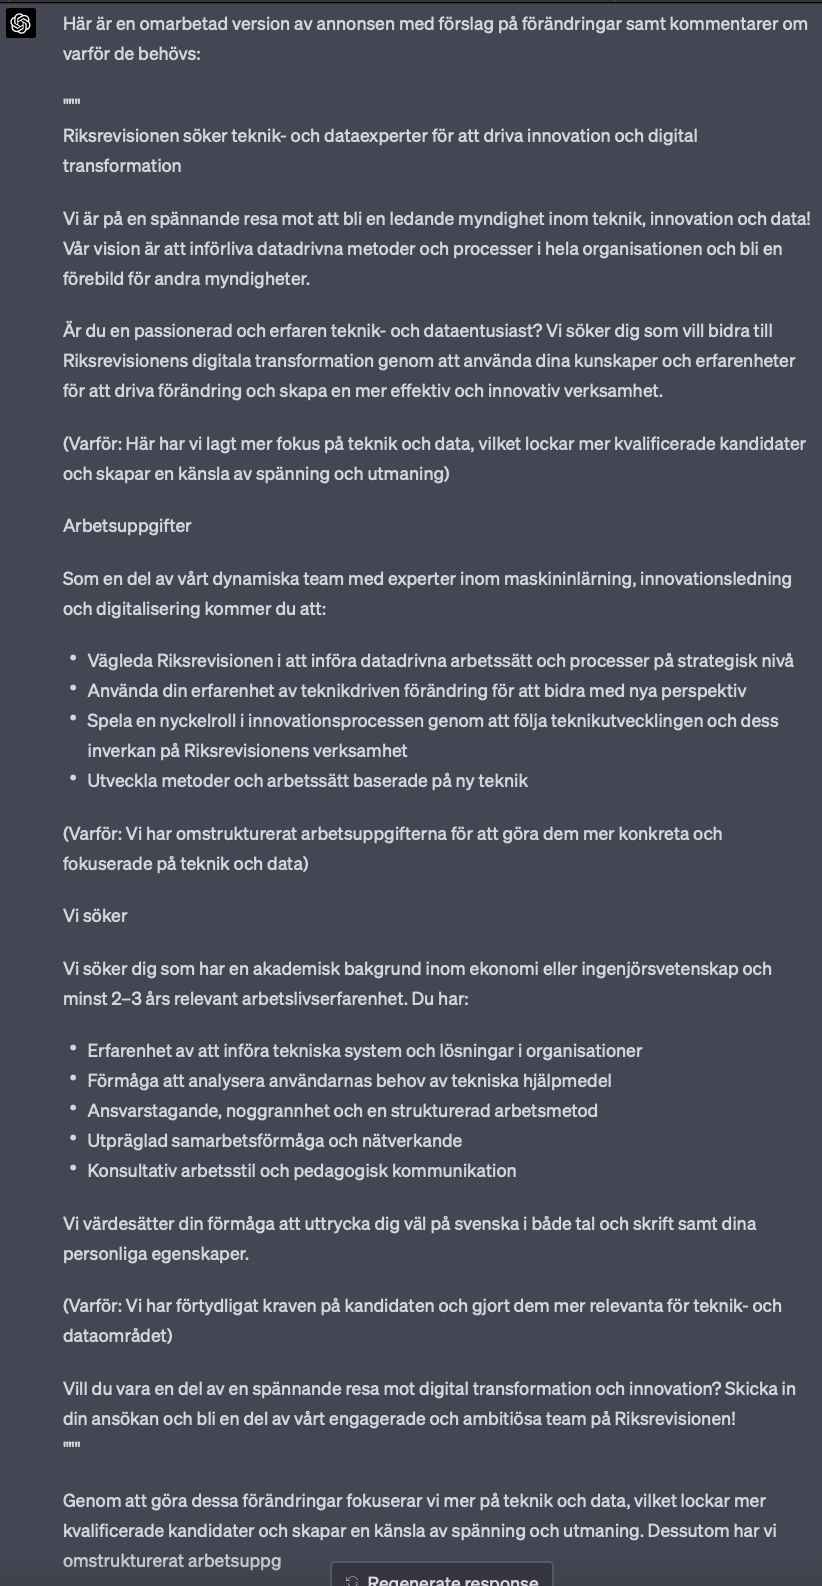 Här är en omarbetad version av annonsen med förslag på förändringar samt kommentarer om
varför de behövs:
"""
Riksrevisionen söker teknik- och dataexperter för att driva innovation och digital
transformation
Vi är på en spännande resa mot att bli en ledande myndighet inom teknik, innovation och data!
Vår vision är att införliva datadrivna metoder och processer i hela organisationen och bli en
förebild för andra myndigheter.
Är du en passionerad och erfaren teknik- och dataentusiast? Vi söker dig som vill bidra till
Riksrevisionens digitala transformation genom att använda dina kunskaper och erfarenheter
för att driva förändring och skapa en mer effektiv och innovativ verksamhet.
(Varför: Här har vi lagt mer fokus på teknik och data, vilket lockar mer kvalificerade kandidater
och skapar en känsla av spänning och utmaning)
Arbetsuppgifter
Som en del av vårt dynamiska team med experter inom maskininlärning, innovationsledning
och digitalisering kommer du att:
• Vägleda Riksrevisionen i att införa datadrivna arbetssätt och processer på strategisk nivå
• Använda din erfarenhet av teknikdriven förändring för att bidra med nya perspektiv
• Spela en nyckelroll i innovationsprocessen genom att följa teknikutvecklingen och dess
inverkan på Riksrevisionens verksamhet
• Utveckla metoder och arbetssätt baserade på ny teknik
(Varför: Vi har omstrukturerat arbetsuppgifterna för att göra dem mer konkreta och
fokuserade på teknik och data)
Vi söker
Vi söker dig som har en akademisk bakgrund inom ekonomi eller ingenjörsvetenskap och
minst 2–3 års relevant arbetslivserfarenhet. Du har:
• Erfarenhet av att införa tekniska system och lösningar i organisationer
• Förmåga att analysera användarnas behov av tekniska hjälpmedel
• Ansvarstagande, noggrannhet och en strukturerad arbetsmetod
• Utpräglad samarbetsförmåga och nätverkande
• Konsultativ arbetsstil och pedagogisk kommunikation
Vi värdesätter din förmåga att uttrycka dig väl på svenska i både tal och skrift samt dina
personliga egenskaper.
(Varför: Vi har förtydligat kraven på kandidaten och gjort dem mer relevanta för teknik- och
dataområdet)
Vill du vara en del av en spännande resa mot digital transformation och innovation? Skicka in
din ansökan och bli en del av vårt engagerade och ambitiösa team på Riksrevisionen!
"""
Genom att göra dessa förändringar fokuserar vi mer på teknik och data, vilket lockar mer
kvalificerade kandidater och skapar en känsla av spänning och utmaning. Dessutom har vi
omstrukturerat arbetsuppg
Regenerate response